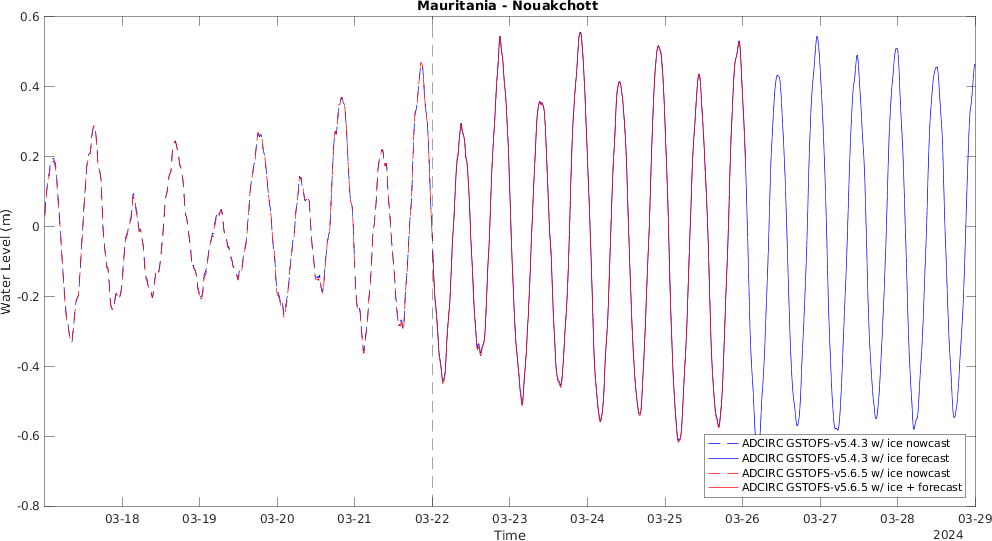 Mauritania - Nouakchott
0.6
0.4
0.2
0
-0.2
-0.4
-0.6
-0.8
Water Level (m)
ADCIRC GSTOFS-v5.4.3 w/ ice nowcast
ADCIRC GSTOFS-v5.4.3 w/ ice forecast
ADCIRC GSTOFS-v5.6.5 w/ ice nowcast
ADCIRC GSTOFS-v5.6.5 w/ ice + forecast
03-18 03-19 03-20 03-21 03-22 03-23 03-24 03-25 03-26 03-27 03-28 03-29
Time
2024